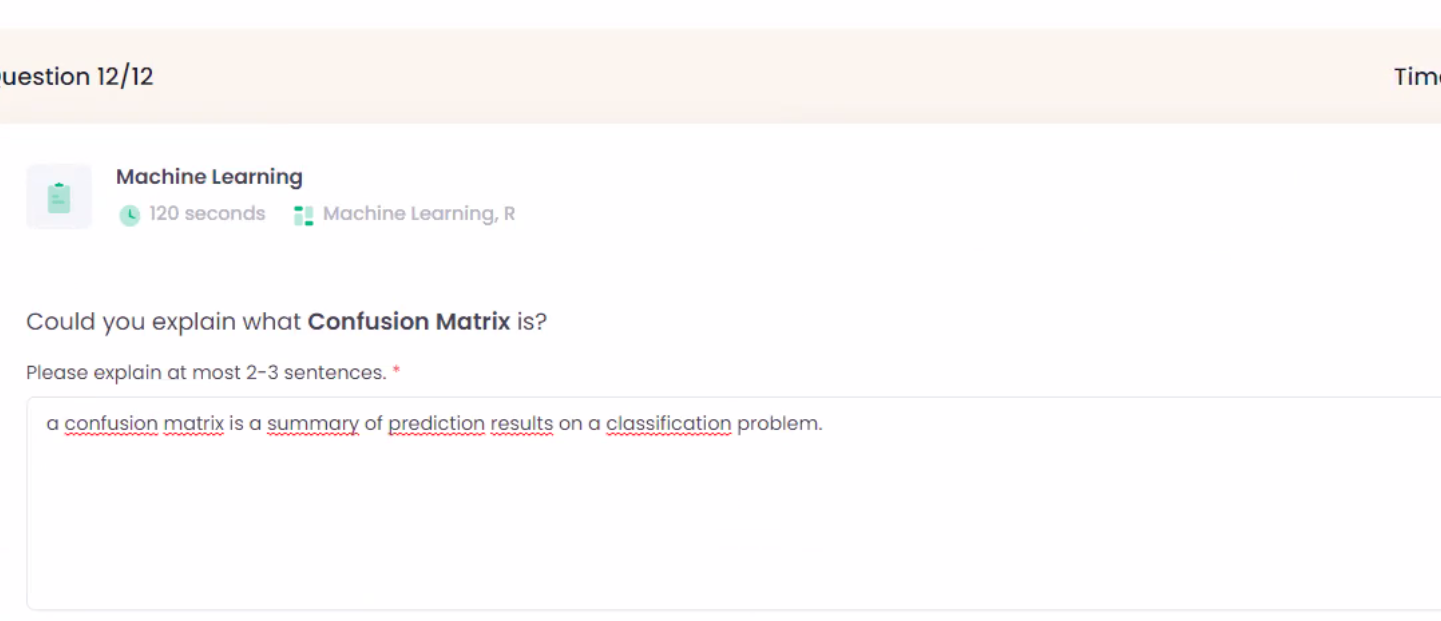 uestion 12/12
Tim
Machine Learning
120 seconds
Machine Learning, R
Could you explain what Confusion Matrix is?
Please explain at most 2-3 sentences. *
a confusion matrix is a summary of prediction results on a classification problem.